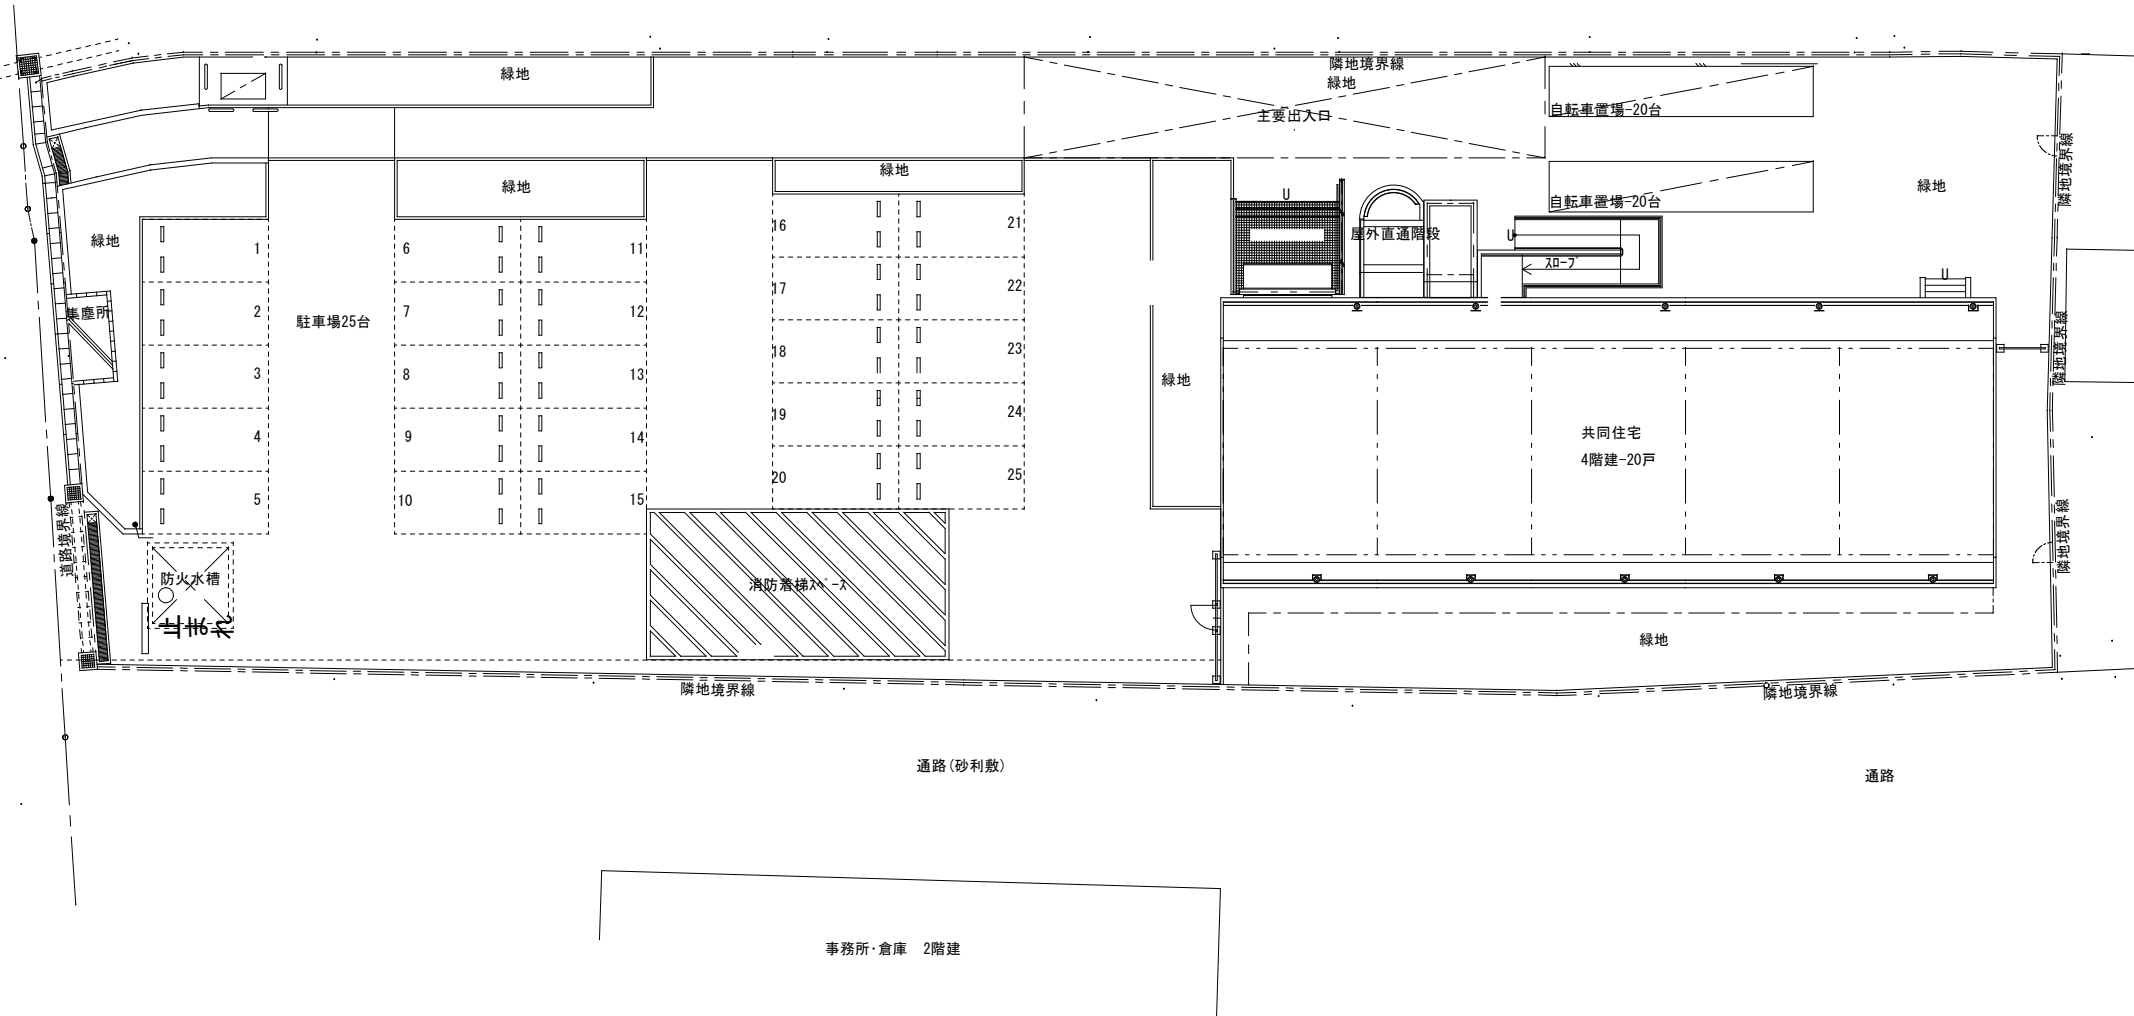 隣地境界線
緑地
緑地
主要出入口
自転車置場-20台
隣地境界線
緑地
緑地
緑地
自転車置場-20台
U
緑地
屋外直通階段
U
スロープ
U
1
6
11
16
21
2
7
12
17
22
3
8
13
18
23
4
9
14
19
24
5
10
15
20
25
集塵所
駐車場25台
隣地境界線
緑地
共同住宅
4階建-20戸
道路境界線
隣地境界線
防火水槽
止まれ
消防着梯スペース
緑地
隣地境界線
隣地境界線
通路(砂利敷)
通路
事務所・倉庫 2階建